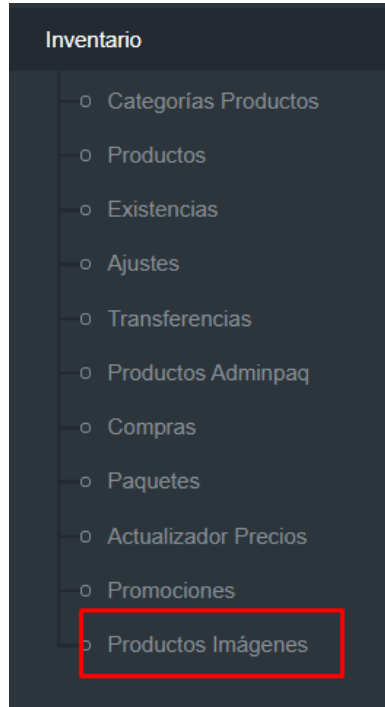 Inventario
Categorías Productos
Productos
Existencias
Ajustes
Transferencias
Productos Adminpaq
Compras
Paquetes
Actualizador Precios
Promociones
Productos Imágenes